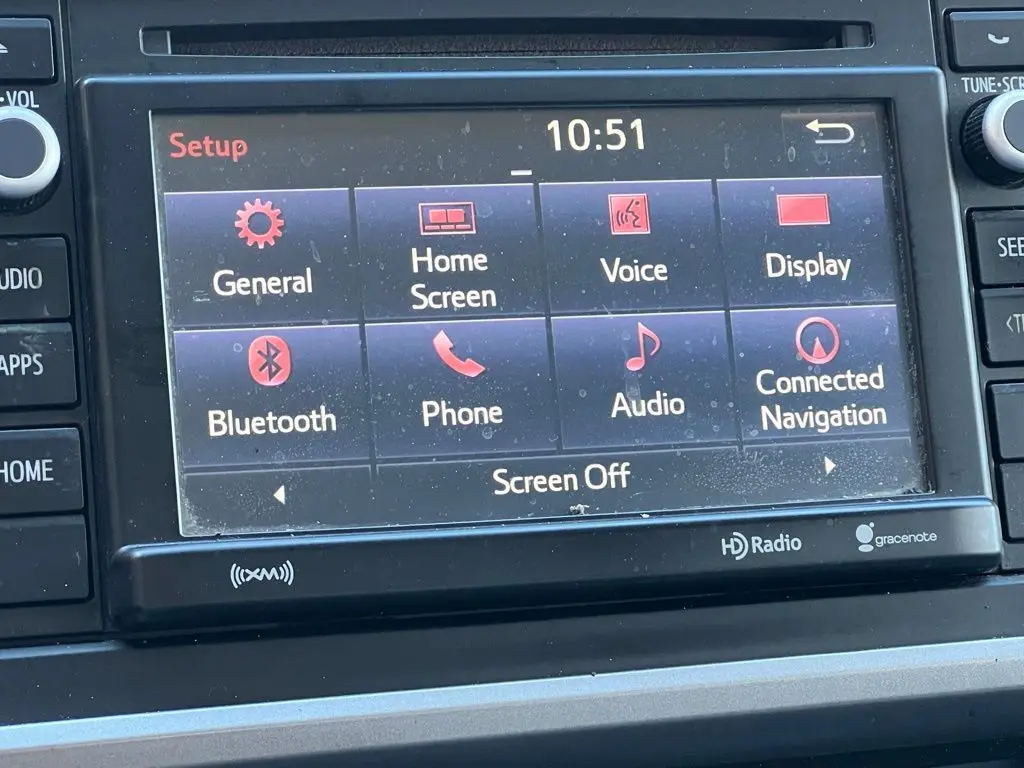 VOL
TUNE•SCR
Setup
10:51
General
Home
Screen
Voice
Display
UDIO
SEE
APPS
Bluetooth
Phone
Audio
Connected
Navigation
HOME
Screen Off
XM
HD Radio
gracenote